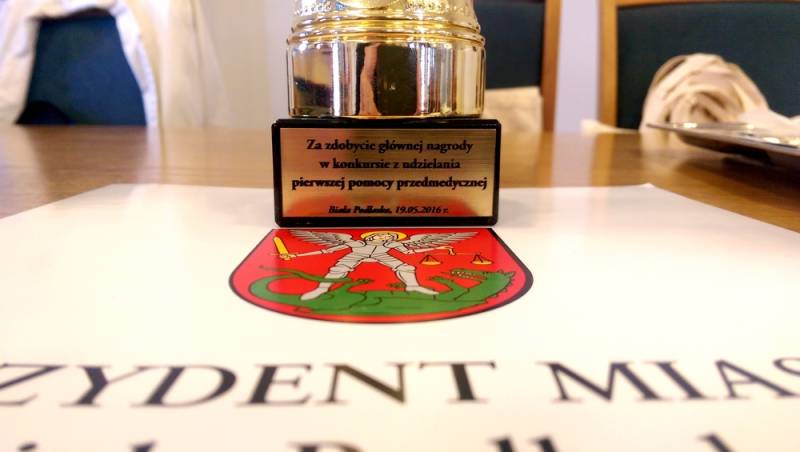 Za zdobycie głównej nagrody
w konkursie z udzielania
pierwszej pomocy przedmedycznej
Biała Podlaska, 19.05.2016 r.
ZYDENT MIAS